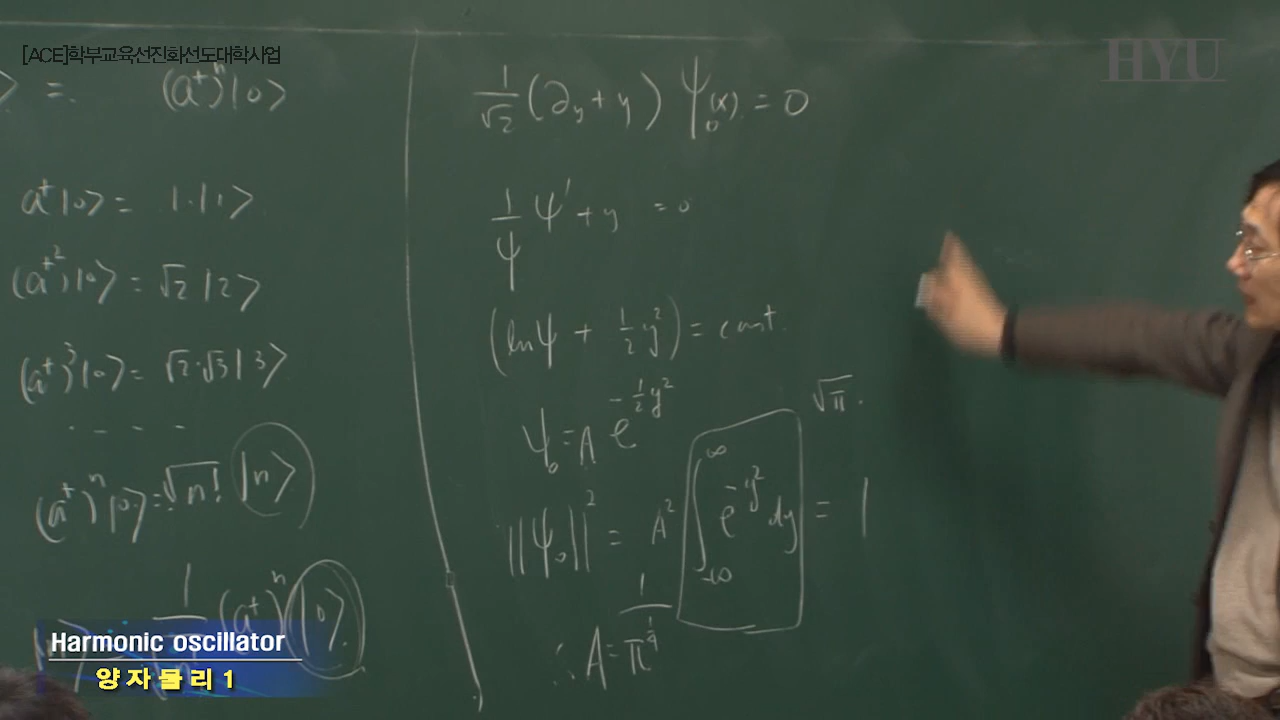 [ACE]학부교육선진화선도대학사업
HYU
> = (a⁺)ⁿ|0>
a⁺|0> = 1·|1>
(a⁺²)|0> = √2 |2>
(a⁺)³|0> = √2·√3|3>
· - - - -
(a⁺)ⁿ|0> = √n! |n>
1/√n! (a⁺)ⁿ|0>
1/√2 (∂y + y) ψ₀(x) = 0
1/ψ ψ' + y = 0
(lnψ + 1/2 y²) = const.
ψ₀ = A e^(-1/2 y²)
√π.
||ψ₀||² = A² ∫_-∞^∞ e^(-y²) dy = 1
∴ A = 1/π^(1/4)
Harmonic oscillator
양자물리1